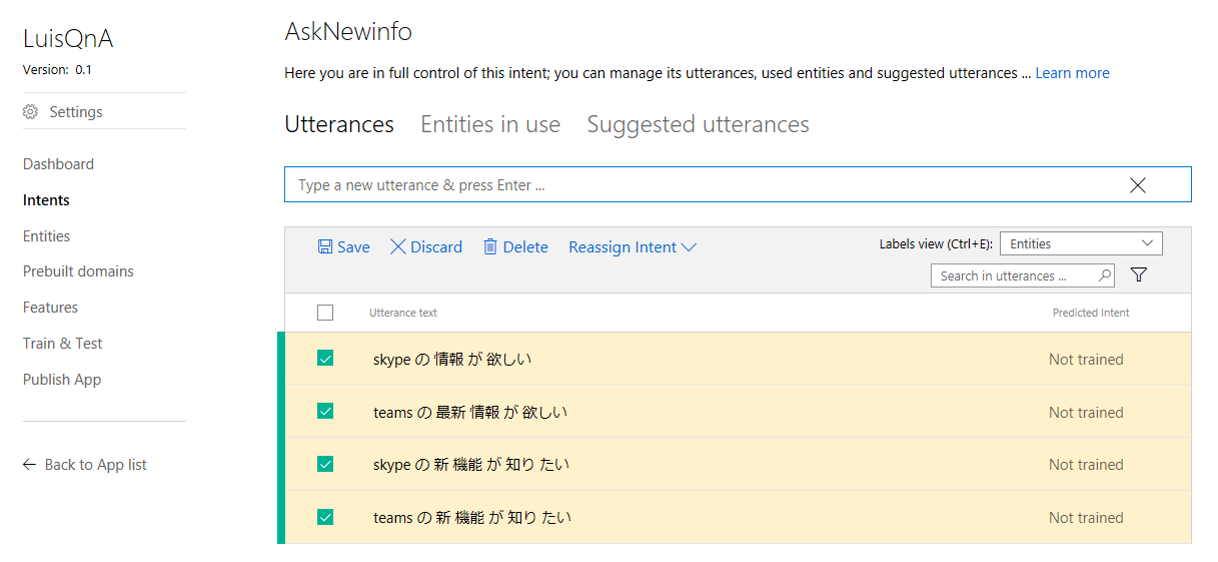 LuisQnA
Version: 0.1
Settings
Dashboard
Intents
Entities
Prebuilt domains
Features
Train & Test
Publish App
Back to App list
AskNewinfo
Here you are in full control of this intent; you can manage its utterances, used entities and suggested utterances ... Learn more
Utterances Entities in use Suggested utterances
Type a new utterance & press Enter ...
Save Discard Delete Reassign Intent Labels view (Ctrl+E): Entities
Search in utterances ...
Utterance text Predicted Intent
skype の 情報 が 欲しい Not trained
teams の 最新 情報 が 欲しい Not trained
skype の 新 機能 が 知り たい Not trained
teams の 新 機能 が 知り たい Not trained